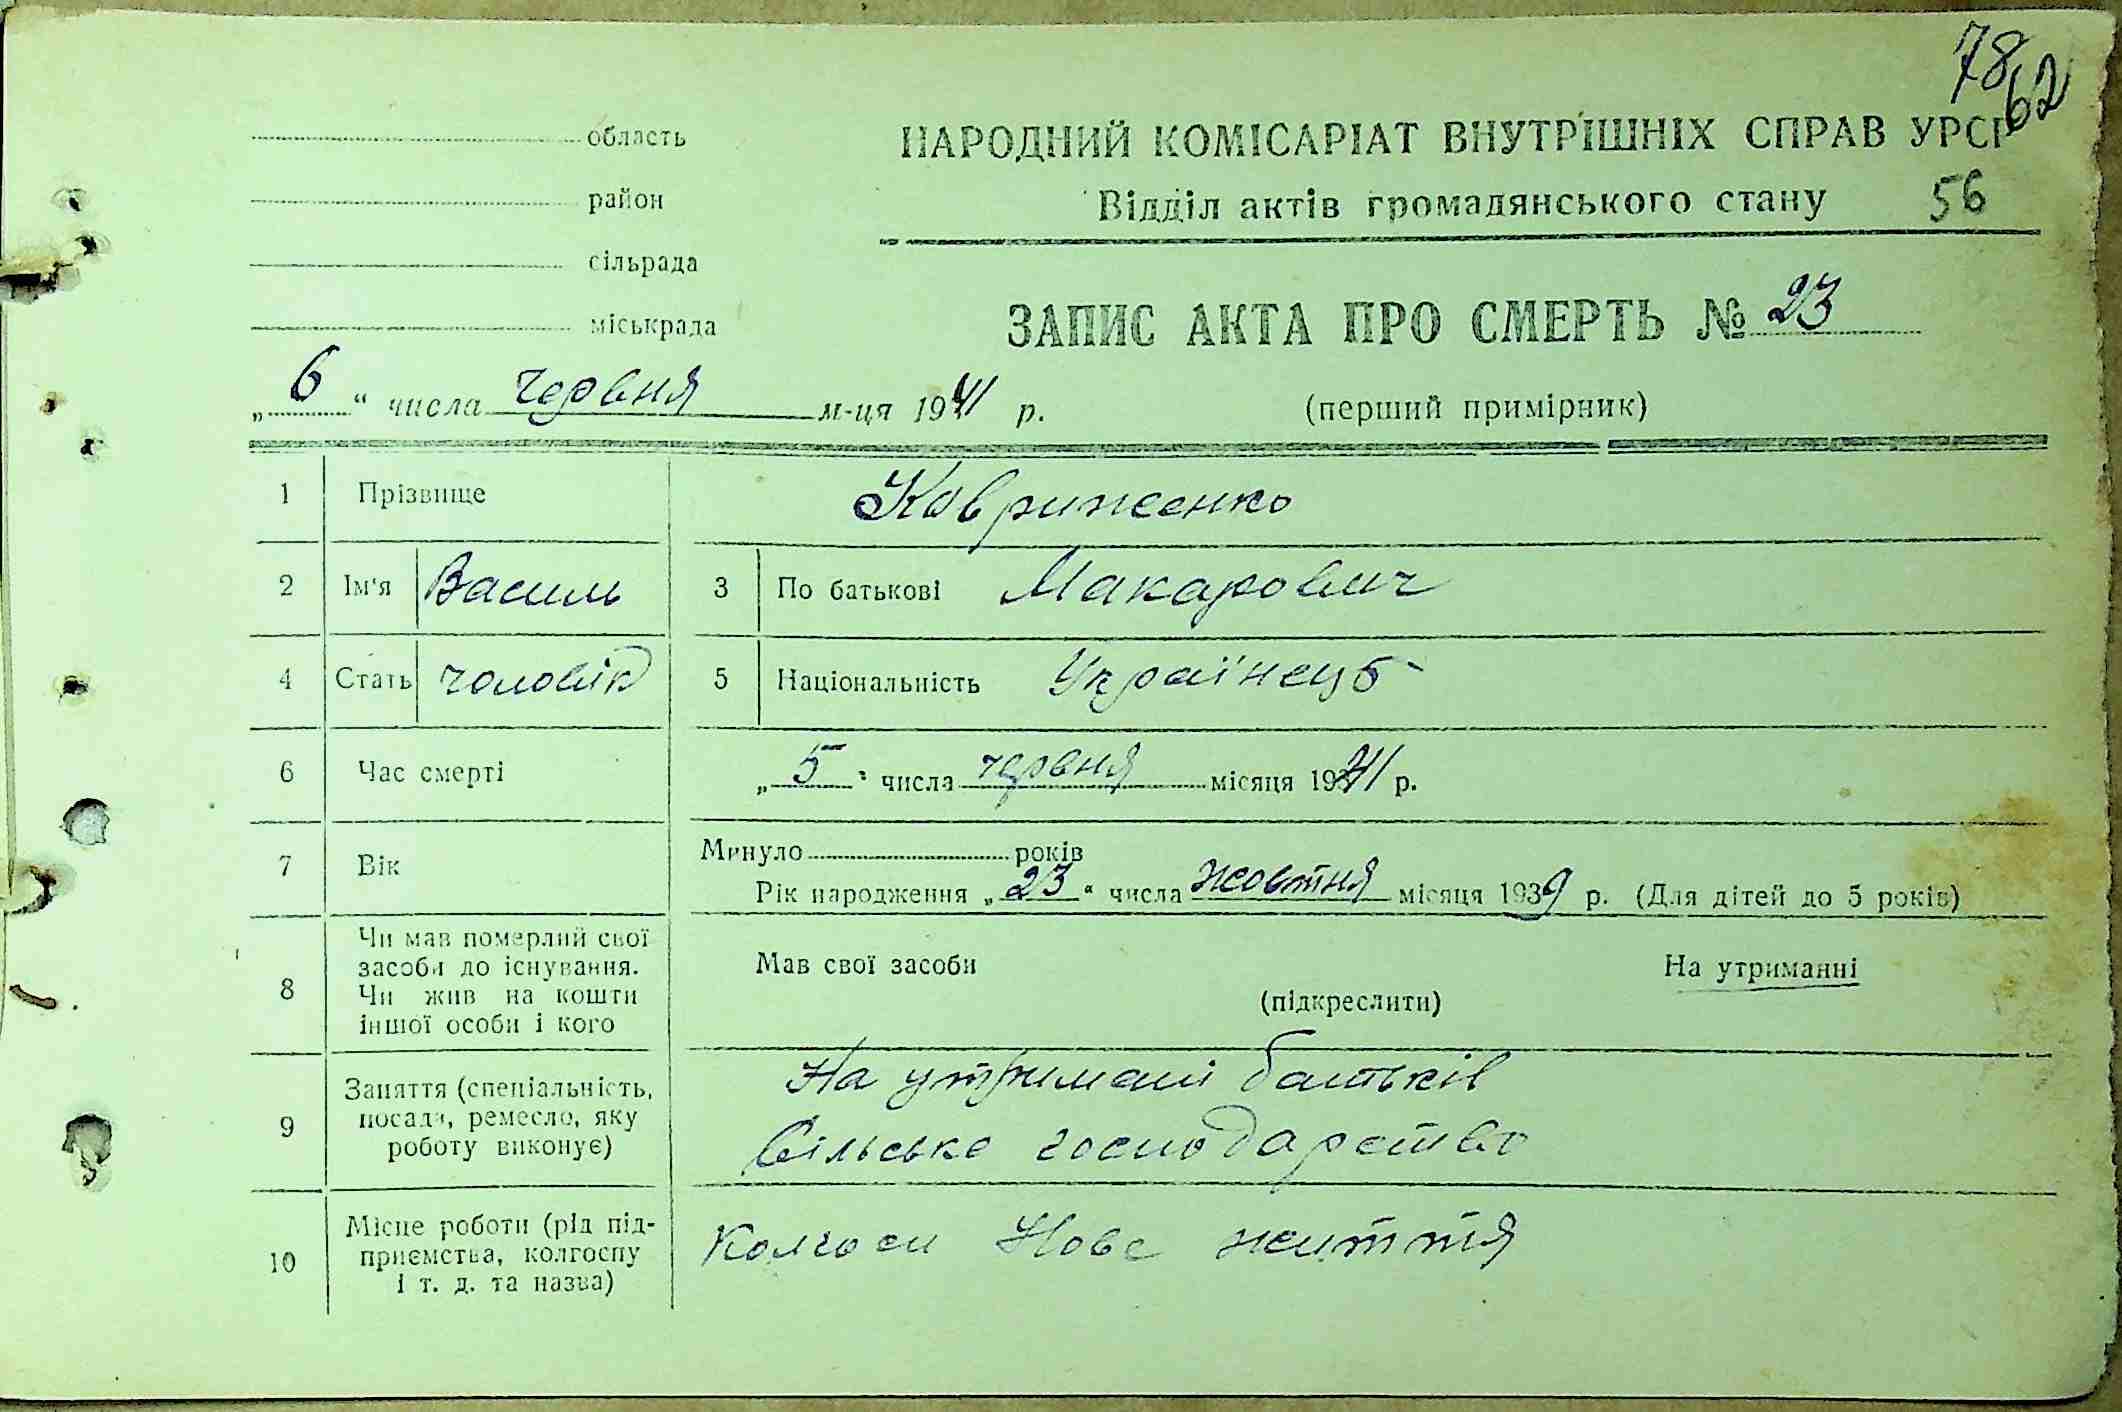 78
62
область
НАРОДНИЙ КОМІСАРІАТ ВНУТРІШНІХ СПРАВ УРСР
район
Відділ актів громадянського стану 56
сільрада
міськрада
ЗАПИС АКТА ПРО СМЕРТЬ № 23
„6“ числа червня м-ця 1941 р.
(перший примірник)
1 Прізвище Ковриженко
2 Ім'я Василь 3 По батькові Макарович
4 Стать чоловік 5 Національність Українець
6 Час смерті „5“ числа червня місяця 1941 р.
7 Вік Минуло років
Рік народження „23“ числа жовтня місяця 1939 р. (Для дітей до 5 років)
8 Чи мав померлий свої
засоби до існування.
Чи жив на кошти
іншої особи і кого
Мав свої засоби На утриманні
(підкреслити)
9 Заняття (спеціальність,
посада, ремесло, яку
роботу виконує)
На утримані батьків
Сільське господарство
10 Місце роботи (рід під-
приємства, колгоспу
і т. д. та назва)
Колгосп Нове життя